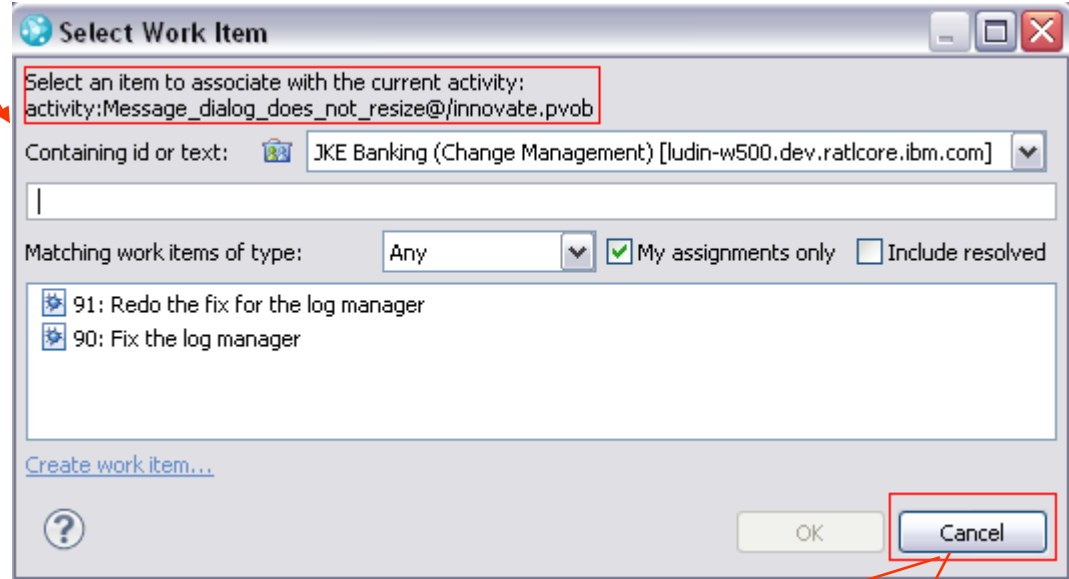 Select Work Item
Select an item to associate with the current activity:
activity:Message_dialog_does_not_resize@/innovate.pvob
Containing id or text: JKE Banking (Change Management) [ludin-w500.dev.ratlcore.ibm.com]
Matching work items of type: Any My assignments only Include resolved
91: Redo the fix for the log manager
90: Fix the log manager
Create work item...
? OK Cancel